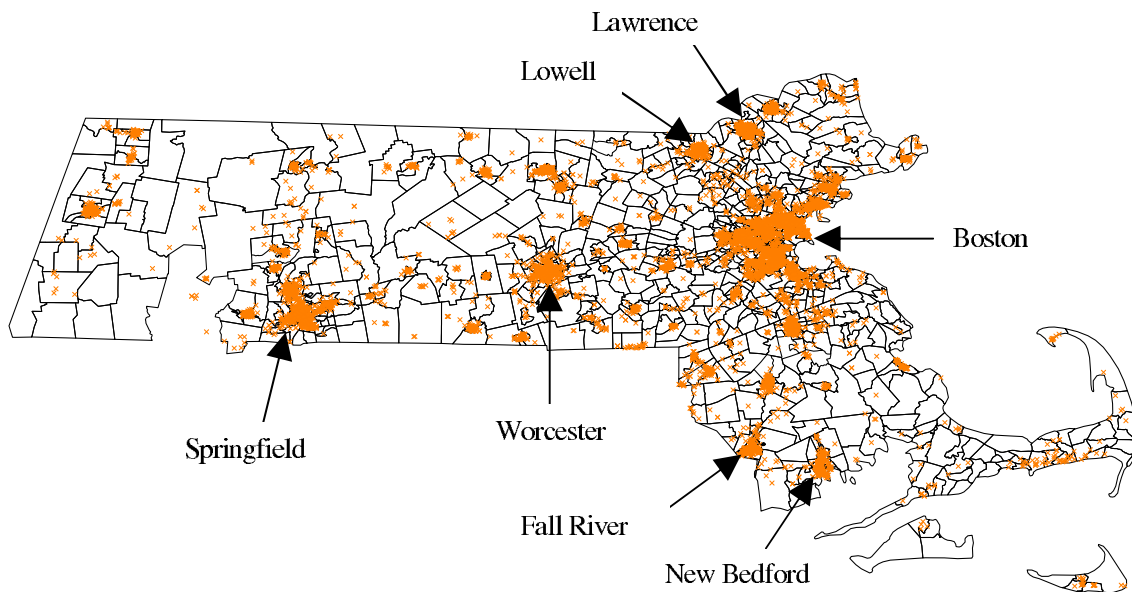 Lawrence
Lowell
Boston
Worcester
Springfield
Fall River
New Bedford